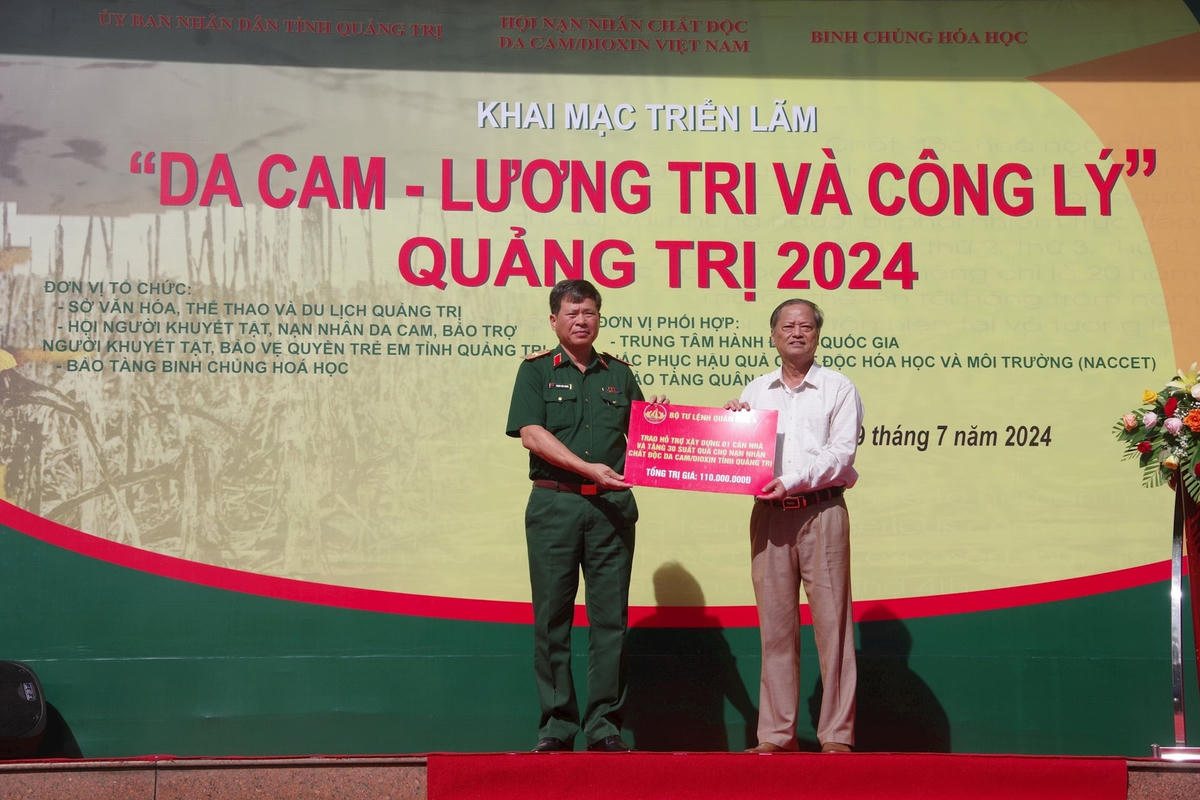 ỦY BAN NHÂN DÂN TỈNH QUẢNG TRỊ
HỘI NẠN NHÂN CHẤT ĐỘC
DA CAM/DIOXIN VIỆT NAM
BINH CHỦNG HÓA HỌC
KHAI MẠC TRIỂN LÃM
“DA CAM - LƯƠNG TRI VÀ CÔNG LÝ”
QUẢNG TRỊ 2024
ĐƠN VỊ TỔ CHỨC:
- SỞ VĂN HÓA, THỂ THAO VÀ DU LỊCH QUẢNG TRỊ
- HỘI NGƯỜI KHUYẾT TẬT, NẠN NHÂN DA CAM, BẢO TRỢ
NGƯỜI KHUYẾT TẬT, BẢO VỆ QUYỀN TRẺ EM TỈNH QUẢNG TRỊ
- BẢO TÀNG BINH CHỦNG HOÁ HỌC
ĐƠN VỊ PHỐI HỢP:
- TRUNG TÂM HÀNH QUỐC GIA
PHỤC HẬU QUẢ ĐỘC HÓA HỌC VÀ MÔI TRƯỜNG (NACCET)
TÀNG QUÂN
9 tháng 7 năm 2024
BỘ TƯ LỆNH QUÂN
TRAO HỖ TRỢ XÂY DỰNG 01 CĂN NHÀ
VÀ TẶNG 30 SUẤT QUÀ CHO NẠN NHÂN
CHẤT ĐỘC DA CAM/DIOXIN TỈNH QUẢNG TRỊ
TỔNG TRỊ GIÁ: 110.000.000Đ